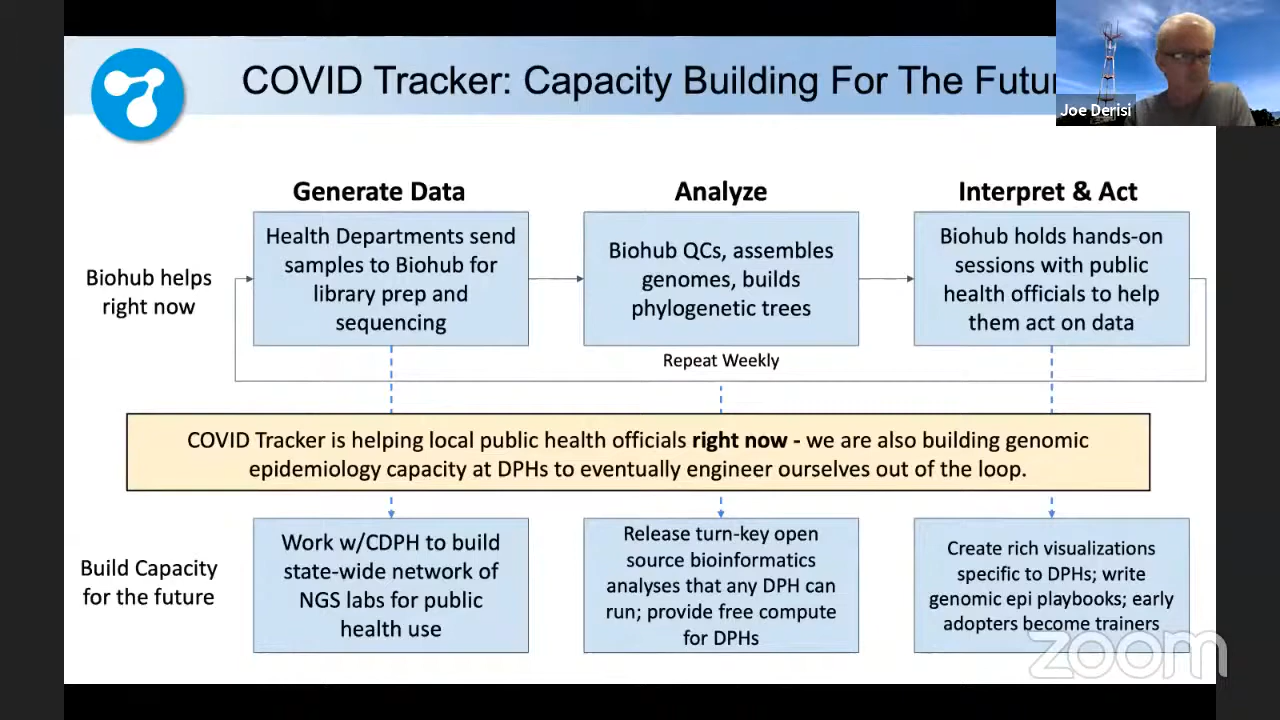 COVID Tracker: Capacity Building For The Futu
Joe Derisi
Generate Data
Analyze
Interpret & Act
Biohub helps
right now
Health Departments send
samples to Biohub for
library prep and
sequencing
Biohub QCs, assembles
genomes, builds
phylogenetic trees
Biohub holds hands-on
sessions with public
health officials to help
them act on data
Repeat Weekly
COVID Tracker is helping local public health officials right now - we are also building genomic
epidemiology capacity at DPHs to eventually engineer ourselves out of the loop.
Build Capacity
for the future
Work w/CDPH to build
state-wide network of
NGS labs for public
health use
Release turn-key open
source bioinformatics
analyses that any DPH can
run; provide free compute
for DPHs
Create rich visualizations
specific to DPHs; write
genomic epi playbooks; early
adopters become trainers
zoom